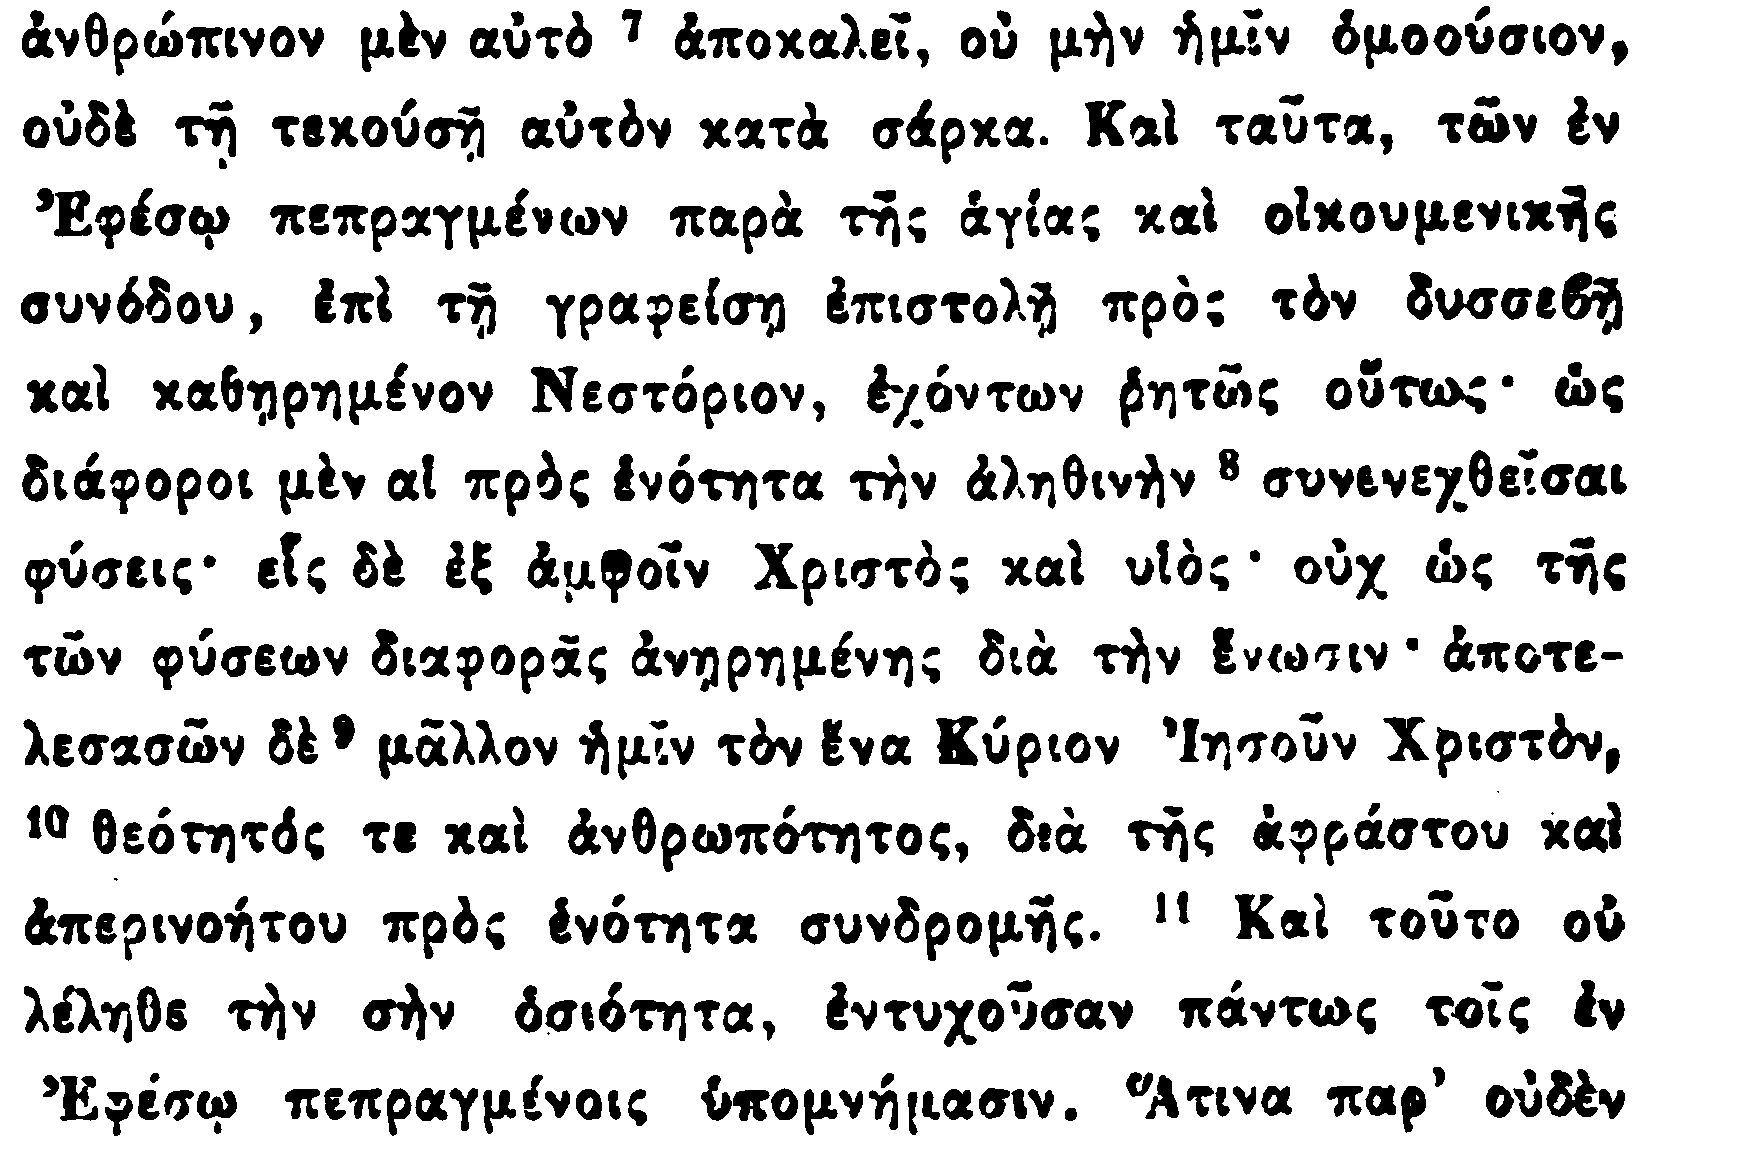 ἀνθρώπινον μὲν αὐτὸ 7 ἀποκαλεῖ, οὐ μὴν ἡμῖν ὁμοούσιον,
οὐδὲ τῇ τεκούσῃ αὐτὸν κατὰ σάρκα. Καὶ ταῦτα, τῶν ἐν
Ἐφέσῳ πεπραγμένων παρὰ τῆς ἁγίας καὶ οἰκουμενικῆς
συνόδου, ἐπὶ τῇ γραφείσῃ ἐπιστολῇ πρὸς τὸν δυσσεβῆ
καὶ καθῃρημένον Νεστόριον, ἐχόντων ῥητῶς οὕτως· ὡς
διάφοροι μὲν αἱ πρὸς ἑνότητα τὴν ἀληθινὴν 8 συνενεχθεῖσαι
φύσεις· εἷς δὲ ἐξ ἀμφοῖν Χριστὸς καὶ υἱὸς· οὐχ ὡς τῆς
τῶν φύσεων διαφορᾶς ἀνῃρημένης διὰ τὴν ἕνωσιν· ἀποτε-
λεσασῶν δὲ 9 μᾶλλον ἡμῖν τὸν ἕνα Κύριον Ἰησοῦν Χριστὸν,
10 θεότητός τε καὶ ἀνθρωπότητος, διὰ τῆς ἀφράστου καὶ
ἀπερινοήτου πρὸς ἑνότητα συνδρομῆς. 11 Καὶ τοῦτο οὐ
λέληθε τὴν σὴν ὁσιότητα, ἐντυχοῦσαν πάντως τοῖς ἐν
Ἐφέσῳ πεπραγμένοις ὑπομνήμασιν. Ἅτινα παρ’ οὐδὲν